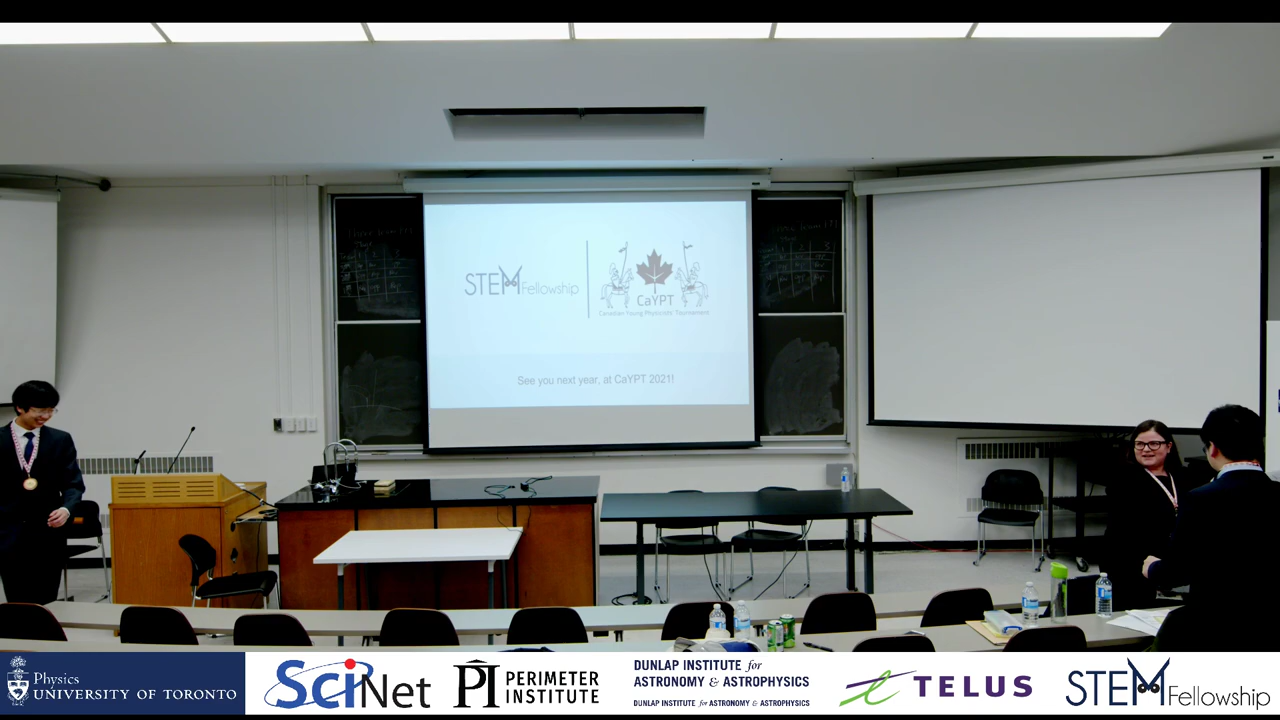 STEM Fellowship
CaYPT
Canadian Young Physicists' Tournament
See you next year, at CaYPT 2021!
Physics
UNIVERSITY OF TORONTO
SciNet
PI PERIMETER
INSTITUTE
DUNLAP INSTITUTE for
ASTRONOMY & ASTROPHYSICS
DUNLAP INSTITUTE for ASTRONOMY & ASTROPHYSICS
TELUS
STEM Fellowship